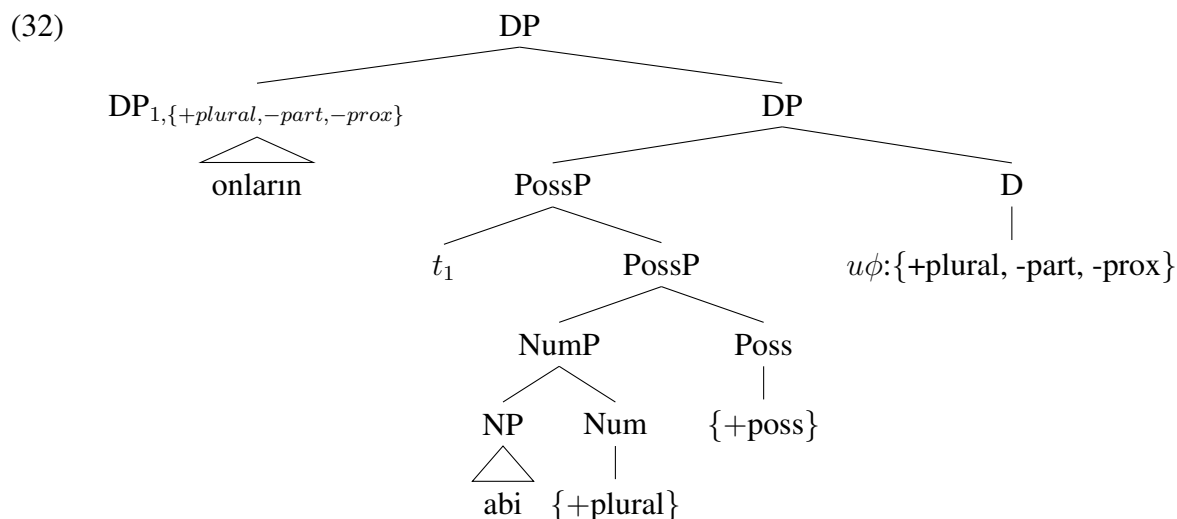 (32) DP
DP1,{+plural,−part,−prox} DP
onların PossP D
t1 PossP uϕ:{+plural, -part, -prox}
NumP Poss
NP Num {+poss}
abi {+plural}